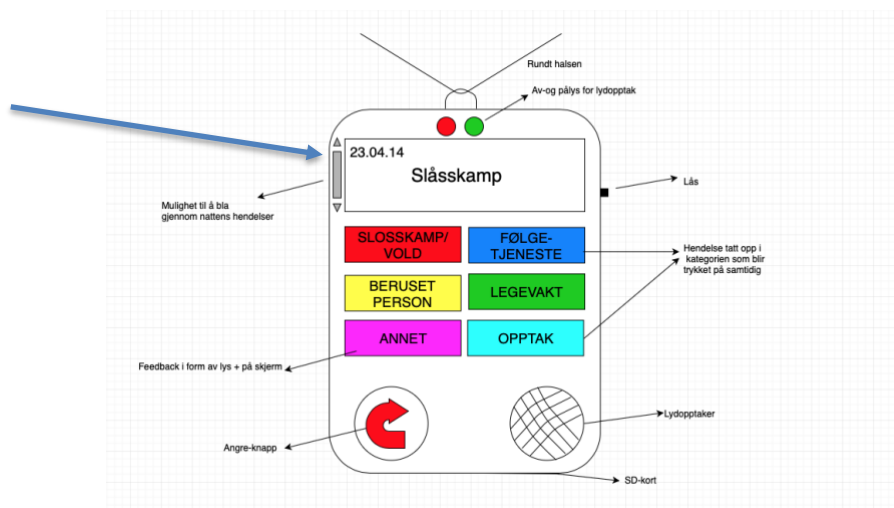 Rundt halsen
Av-og pålys for lydopptak
23.04.14
Slåsskamp
Lås
Mulighet til å bla
gjennom nattens hendelser
SLOSSKAMP/
VOLD
FØLGE-
TJENESTE
Hendelse tatt opp i
kategorien som blir
trykket på samtidig
BERUSET
PERSON
LEGEVAKT
ANNET
OPPTAK
Feedback i form av lys + på skjerm
Lydopptaker
Angre-knapp
SD-kort